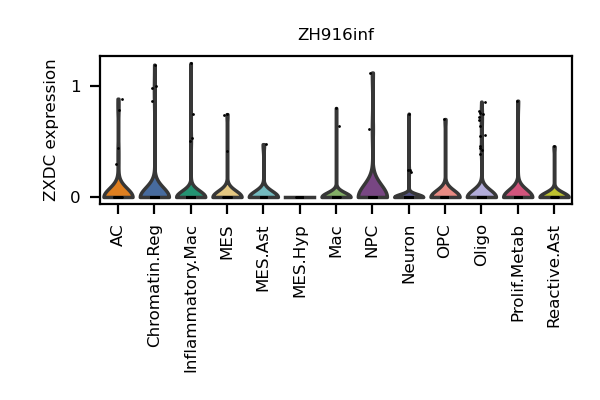 ZH916inf
ZXDC expression
1
0
AC
Chromatin.Reg
Inflammatory.Mac
MES
MES.Ast
MES.Hyp
Mac
NPC
Neuron
OPC
Oligo
Prolif.Metab
Reactive.Ast